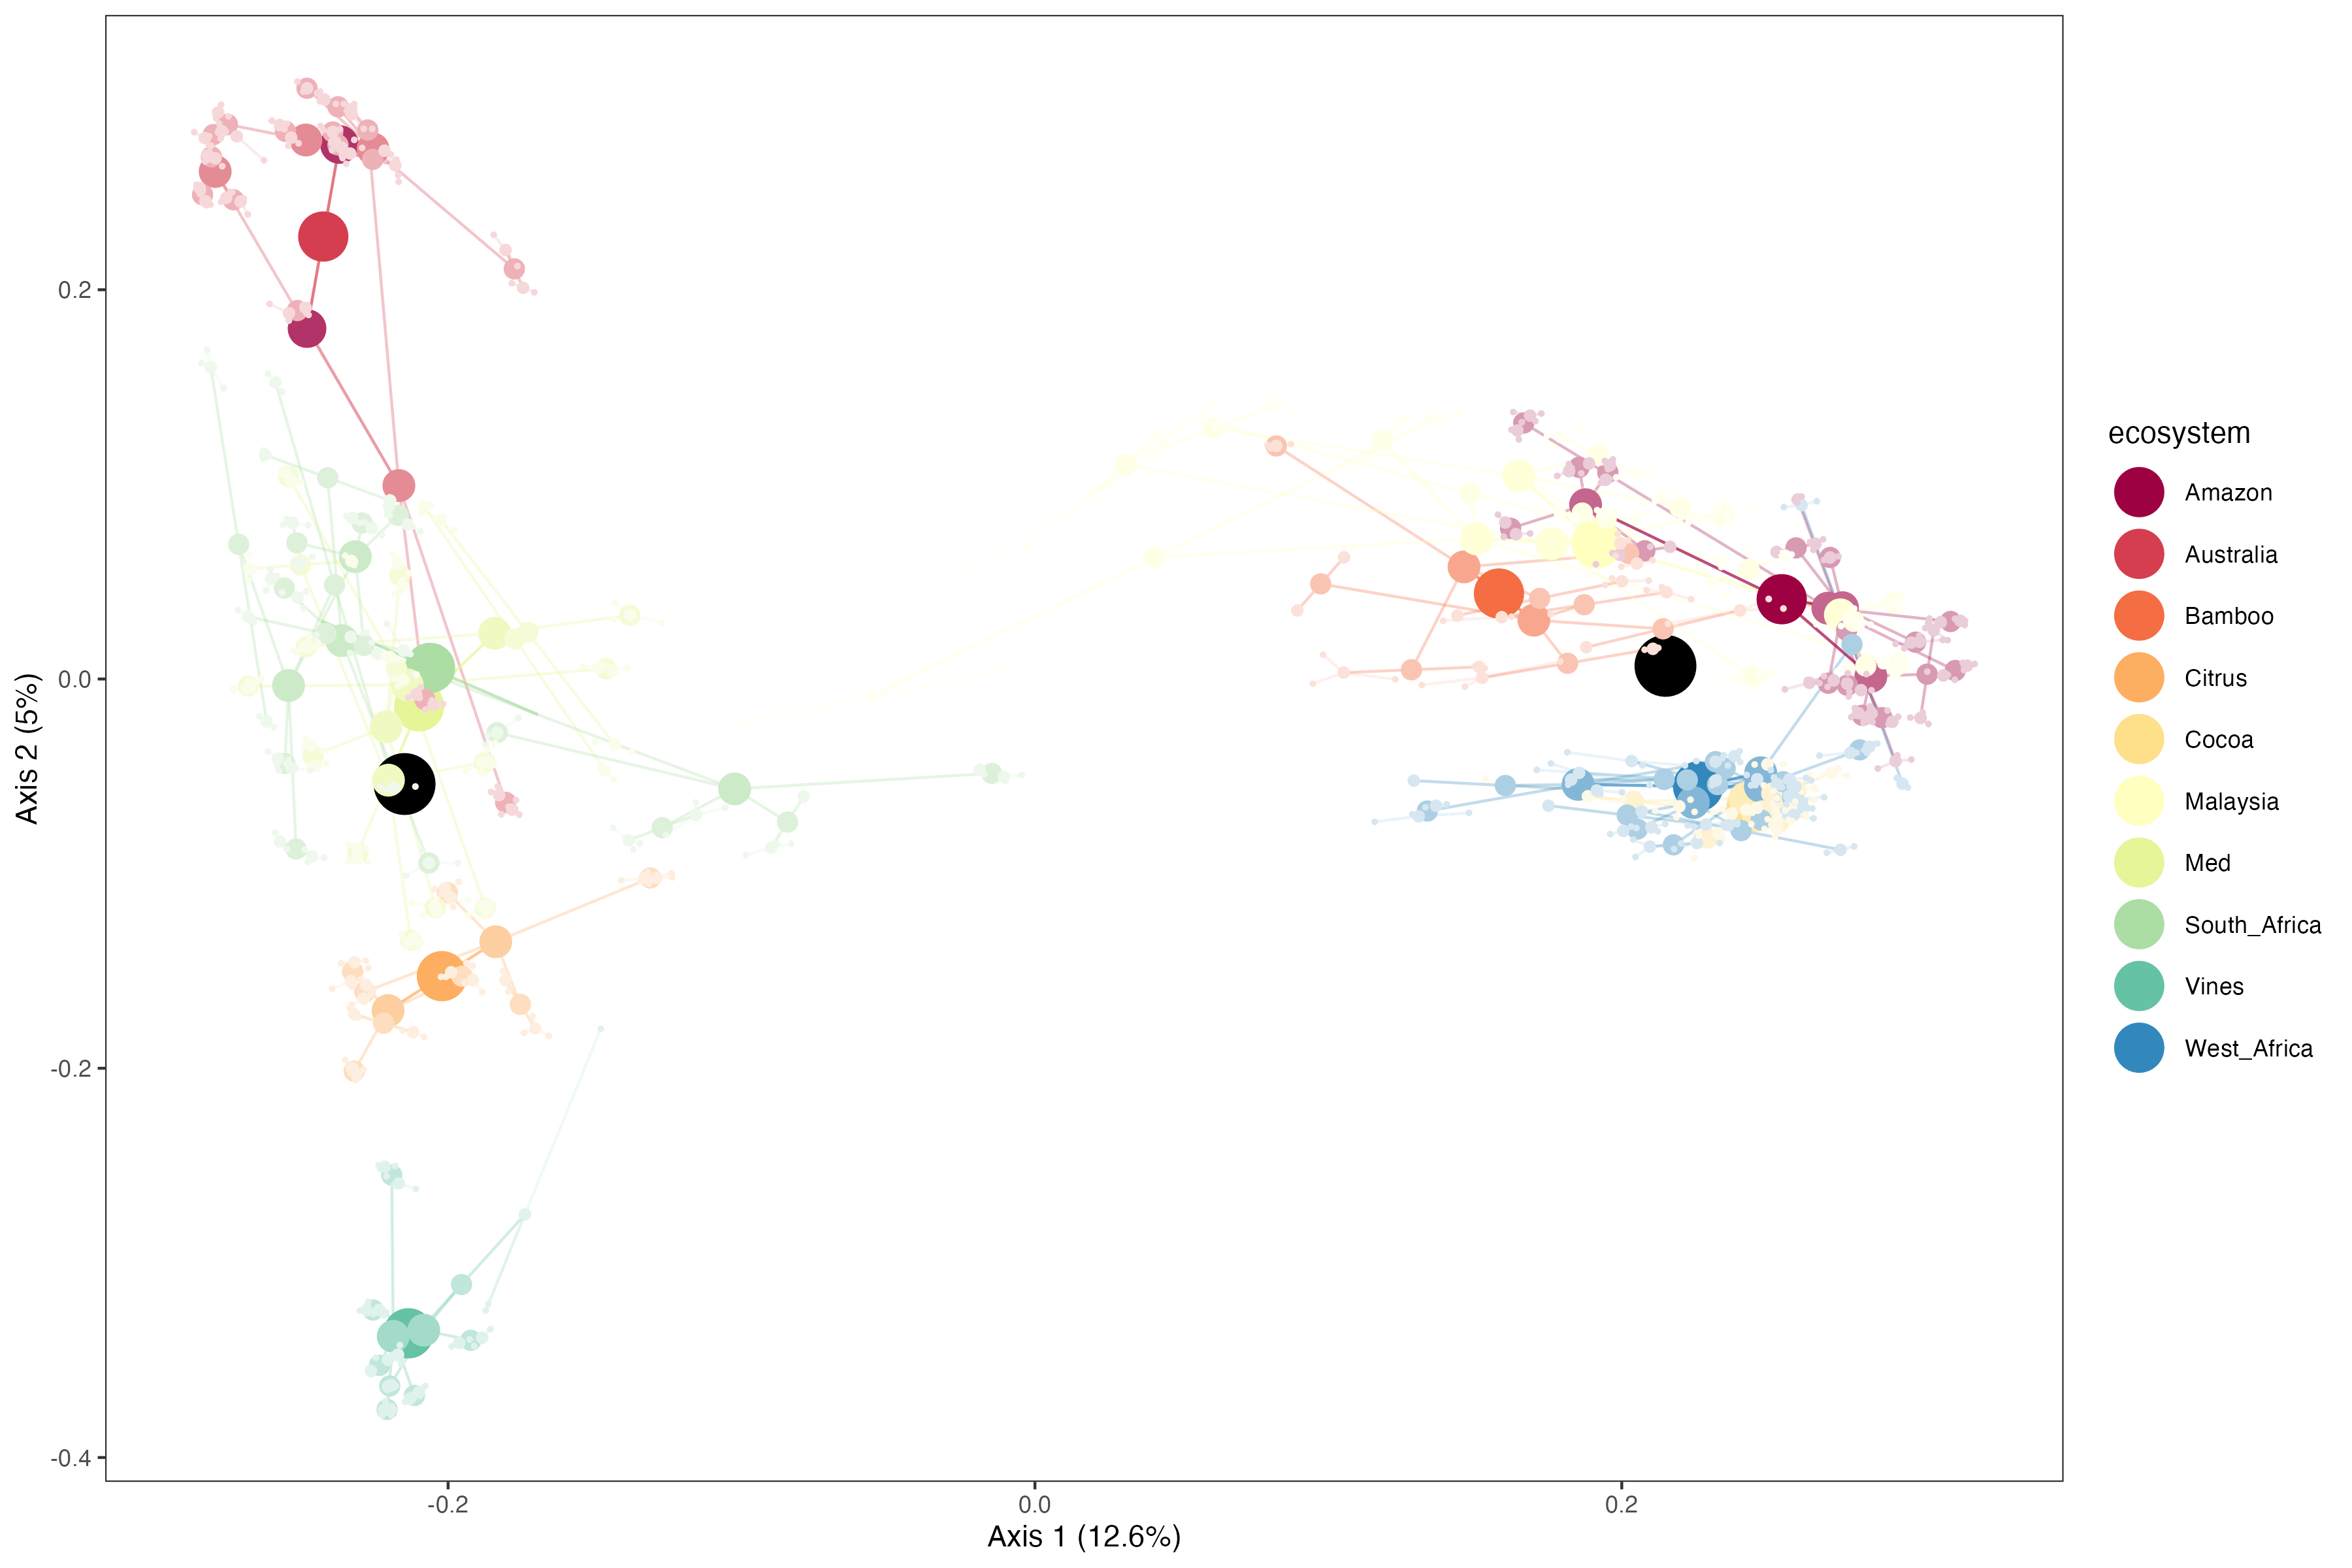 0.2
0.0
-0.2
-0.4
Axis 2 (5%)
-0.2
0.0
0.2
Axis 1 (12.6%)
ecosystem
Amazon
Australia
Bamboo
Citrus
Cocoa
Malaysia
Med
South_Africa
Vines
West_Africa